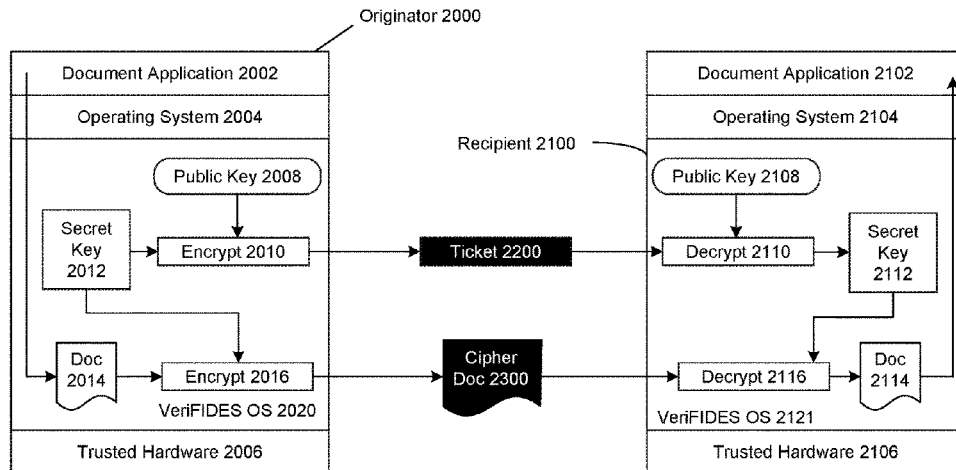 Originator 2000
Document Application 2002
Document Application 2102
Operating System 2004
Operating System 2104
Recipient 2100
Public Key 2008
Public Key 2108
Secret
Key
2012
Encrypt 2010
Ticket 2200
Decrypt 2110
Secret
Key
2112
Doc
2014
Encrypt 2016
Cipher
Doc 2300
Decrypt 2116
Doc
2114
VeriFIDES OS 2020
VeriFIDES OS 2121
Trusted Hardware 2006
Trusted Hardware 2106